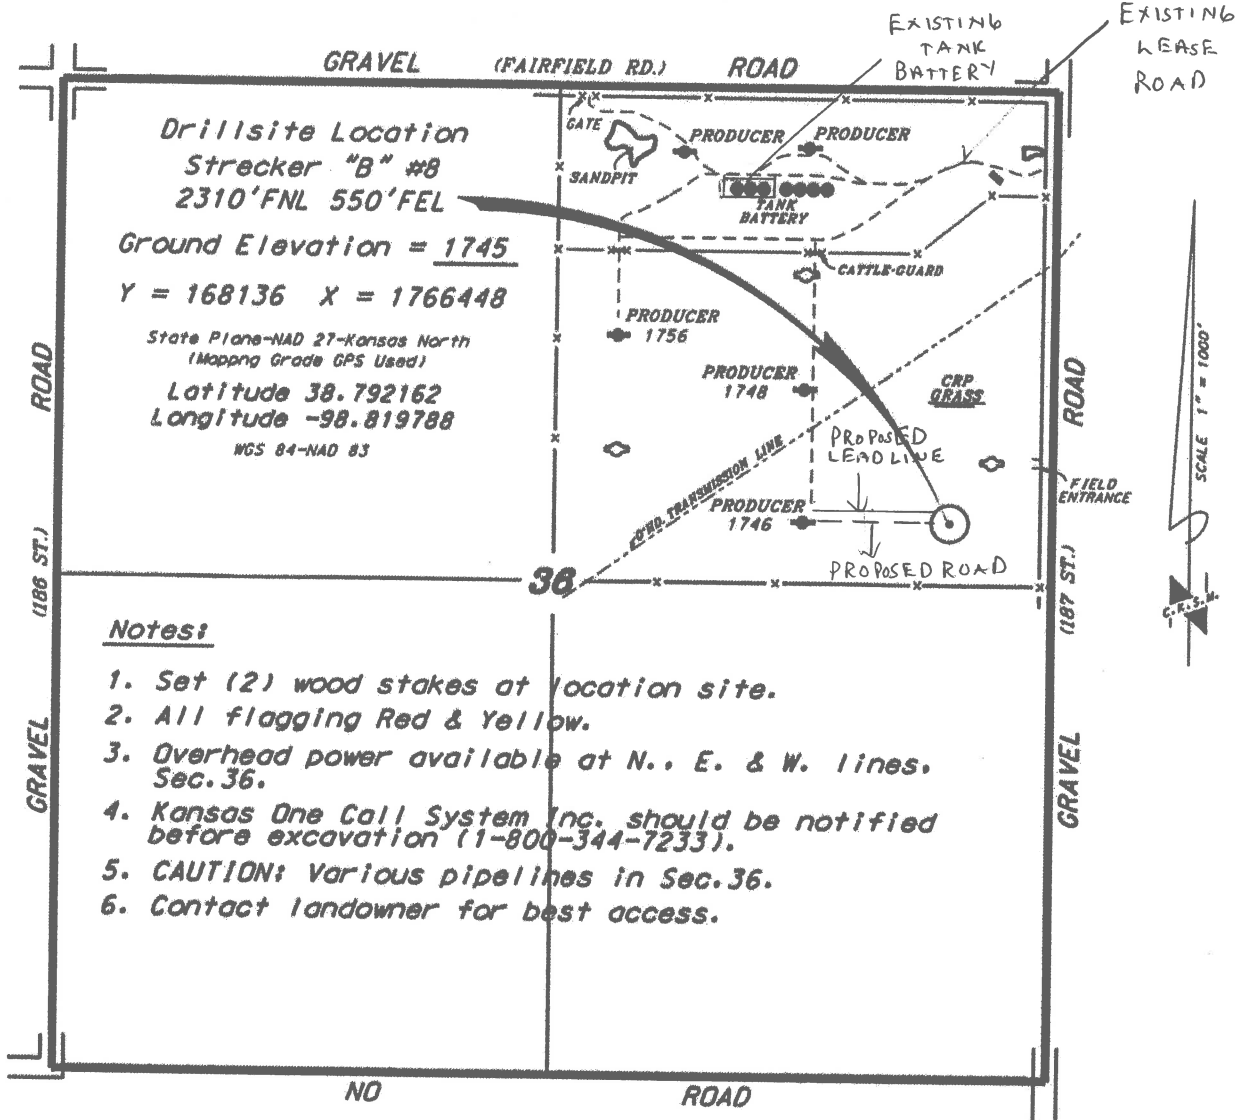 EXISTING
TANK
BATTERY
EXISTING
LEASE
ROAD
GRAVEL (FAIRFIELD RD.) ROAD
Drillsite Location
Strecker "B" #8
2310'FNL 550'FEL
Ground Elevation = 1745
Y = 168136 X = 1766448
State Plane-NAD 27-Kansas North
(Mappng Grade GPS Used)
Latitude 38.792162
Longitude -98.819788
WGS 84-NAD 83
GATE
SANDPIT
PRODUCER
PRODUCER
TANK
BATTERY
CATTLE-GUARD
PRODUCER
1756
PRODUCER
1748
CRP
GRASS
PROPOSED
LEAD LINE
O'HD. TRANSMISSION LINE
PRODUCER
1746
PROPOSED ROAD
FIELD
ENTRANCE
36
ROAD
(186 ST.)
GRAVEL
ROAD
(187 ST.)
GRAVEL
SCALE 1" = 1000'
C.K.S.M.
Notes:
1. Set (2) wood stakes at location site.
2. All flagging Red & Yellow.
3. Overhead power available at N., E. & W. lines.
Sec.36.
4. Kansas One Call System Inc. should be notified
before excavation (1-800-344-7233).
5. CAUTION: Various pipelines in Sec.36.
6. Contact landowner for best access.
NO ROAD